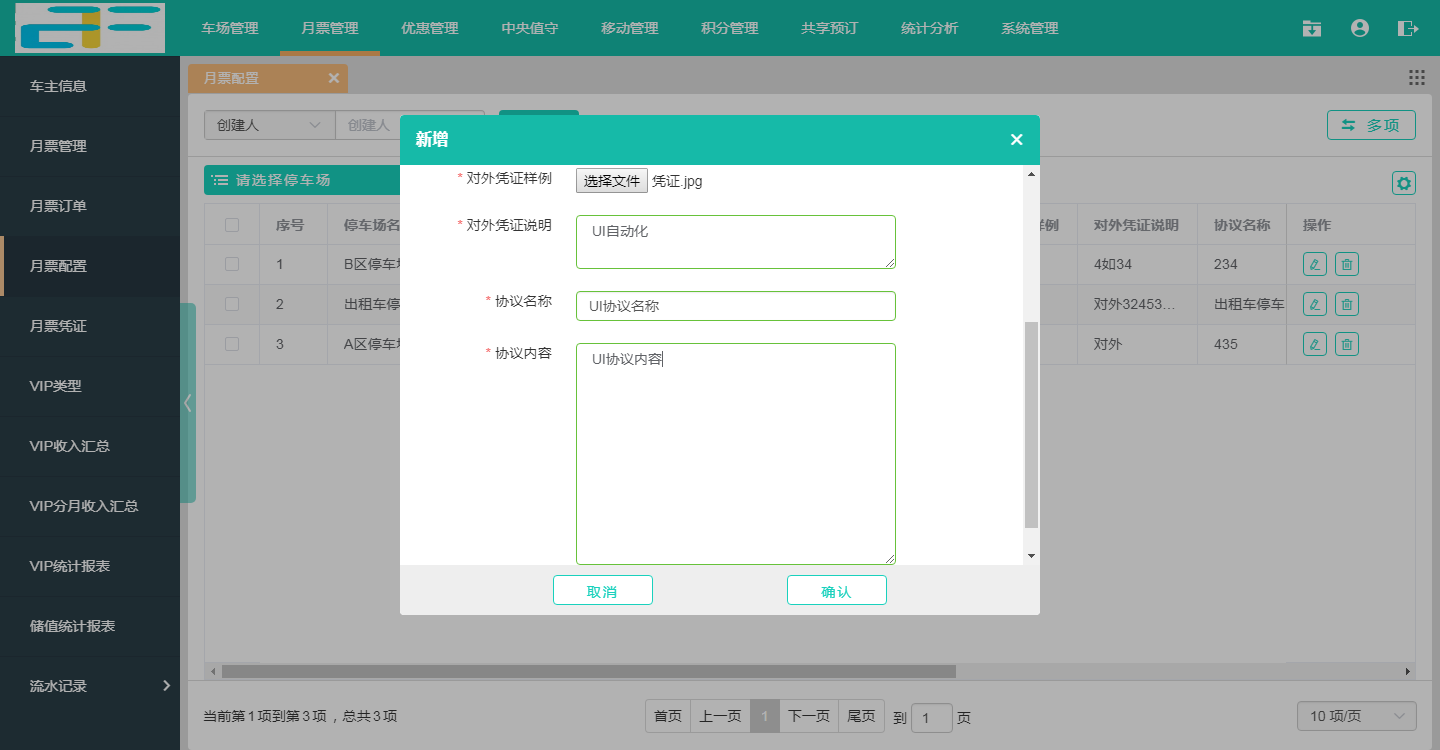 车场管理 月票管理 优惠管理 中央值守 移动管理 积分管理 共享预订 统计分析 系统管理
车主信息
月票管理
月票订单
月票配置
月票凭证
VIP类型
VIP收入汇总
VIP分月收入汇总
VIP统计报表
储值统计报表
流水记录
月票配置
创建人 创建人 多项
请选择停车场
序号 停车场名 样例 对外凭证说明 协议名称 操作
1 B区停车场 4如34 234
2 出租车停 对外32453... 出租车停车
3 A区停车场 对外 435
新增
* 对外凭证样例 选择文件 凭证.jpg
* 对外凭证说明 UI自动化
* 协议名称 UI协议名称
* 协议内容 UI协议内容
取消 确认
当前第1项到第3项，总共3项 首页 上一页 1 下一页 尾页 到 1 页 10 项/页